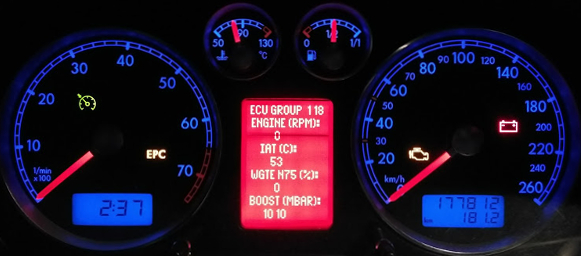 50 90 130
°C
0 1/2 1/1
10 20 30 40 50 60 70
1/min
x100
EPC
2:37
ECU GROUP 118
ENGINE (RPM):
0
IAT (C):
53
WGTE N75 (%):
0
BOOST (MBAR):
1010
20 40 50 60 80 100 120 140 160 180 200 220 240 260
km/h
177812
km 181.2